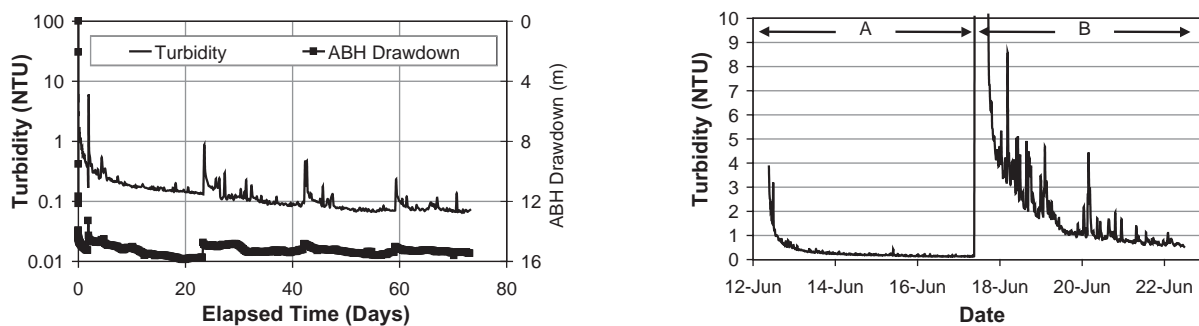 100
10
1
0.1
0.01
Turbidity (NTU)
Turbidity
ABH Drawdown
0
4
8
12
16
ABH Drawdown (m)
0
20
40
60
80
Elapsed Time (Days)
10
9
8
7
6
5
4
3
2
1
0
Turbidity (NTU)
A
B
12-Jun
14-Jun
16-Jun
18-Jun
20-Jun
22-Jun
Date